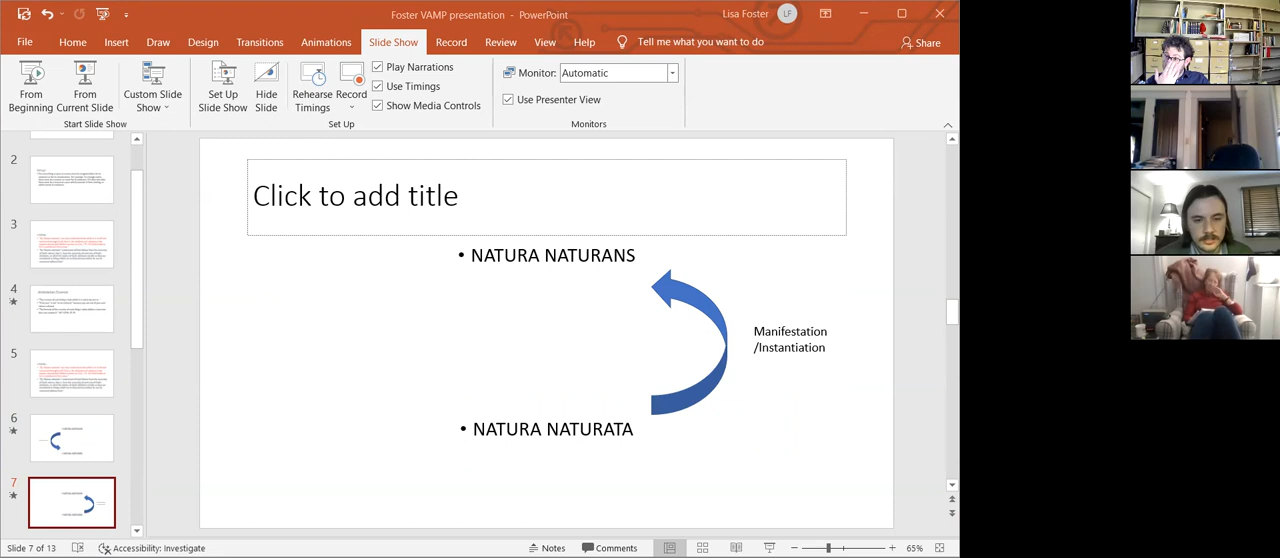 Foster VAMP presentation - PowerPoint
Lisa Foster
LF
File Home Insert Draw Design Transitions Animations Slide Show Record Review View Help Tell me what you want to do Share
From Beginning
From Current Slide
Custom Slide Show
Set Up Slide Show
Hide Slide
Rehearse Timings
Record
Play Narrations
Use Timings
Show Media Controls
Monitor: Automatic
Use Presenter View
Start Slide Show
Set Up
Monitors
2
3
4
5
6
7
Click to add title
• NATURA NATURANS
Manifestation
/Instantiation
• NATURA NATURATA
Slide 7 of 13
Accessibility: Investigate
Notes
Comments
65%